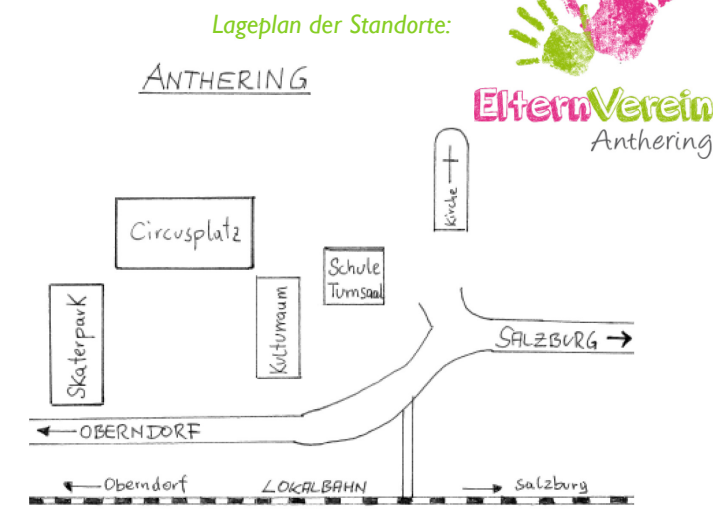 Lageplan der Standorte:
ANTHERING
ElternVerein
Anthering
Kirche
Circusplatz
Schule
Turnsaal
Skaterpark
Kulturraum
SALZBURG →
← OBERNDORF
← Oberndorf
LOKALBAHN
→ Salzburg